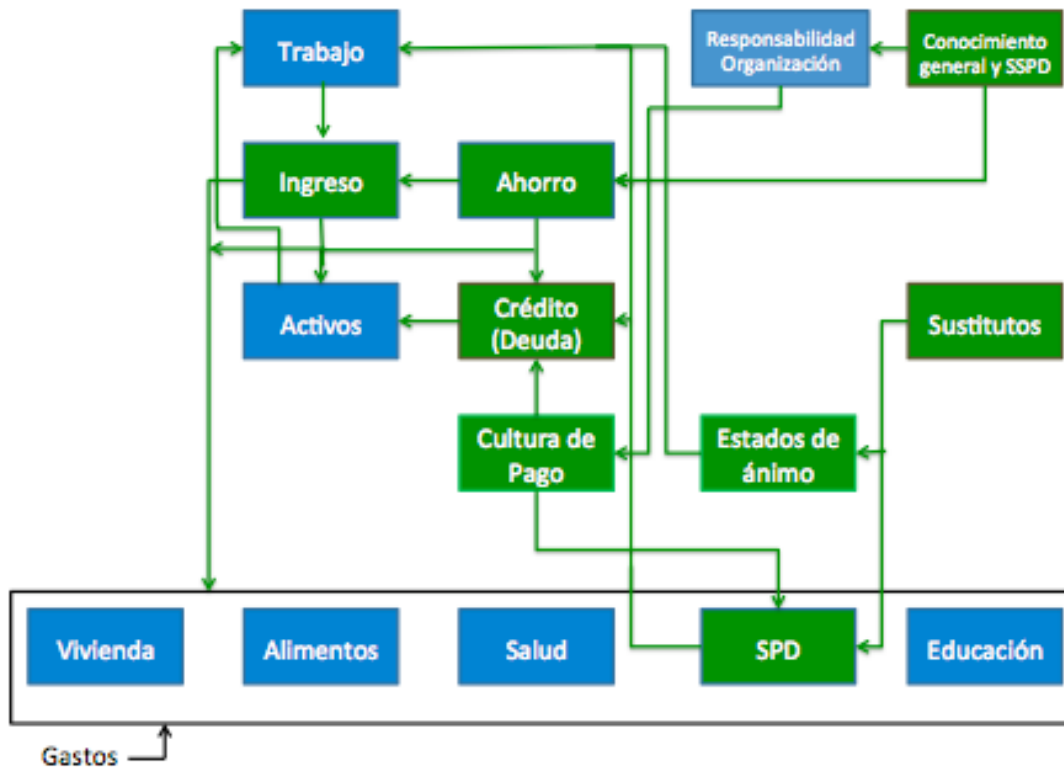 Trabajo
Responsabilidad
Organización
Conocimiento
general y SSPD
Ingreso
Ahorro
Activos
Crédito
(Deuda)
Sustitutos
Cultura de
Pago
Estados de
ánimo
Vivienda
Alimentos
Salud
SPD
Educación
Gastos